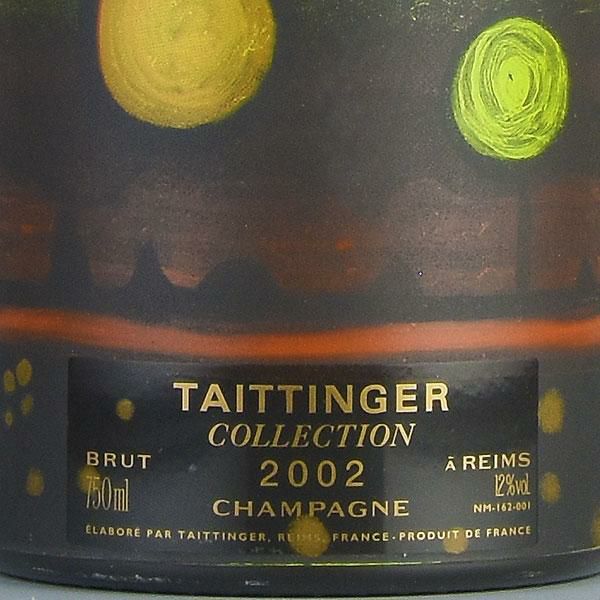 TAITTINGER
COLLECTION
BRUT 2002 À REIMS
750ml 12%vol
CHAMPAGNE NM-162-001
ÉLABORÉ PAR TAITTINGER, REIMS, FRANCE-PRODUIT DE FRANCE